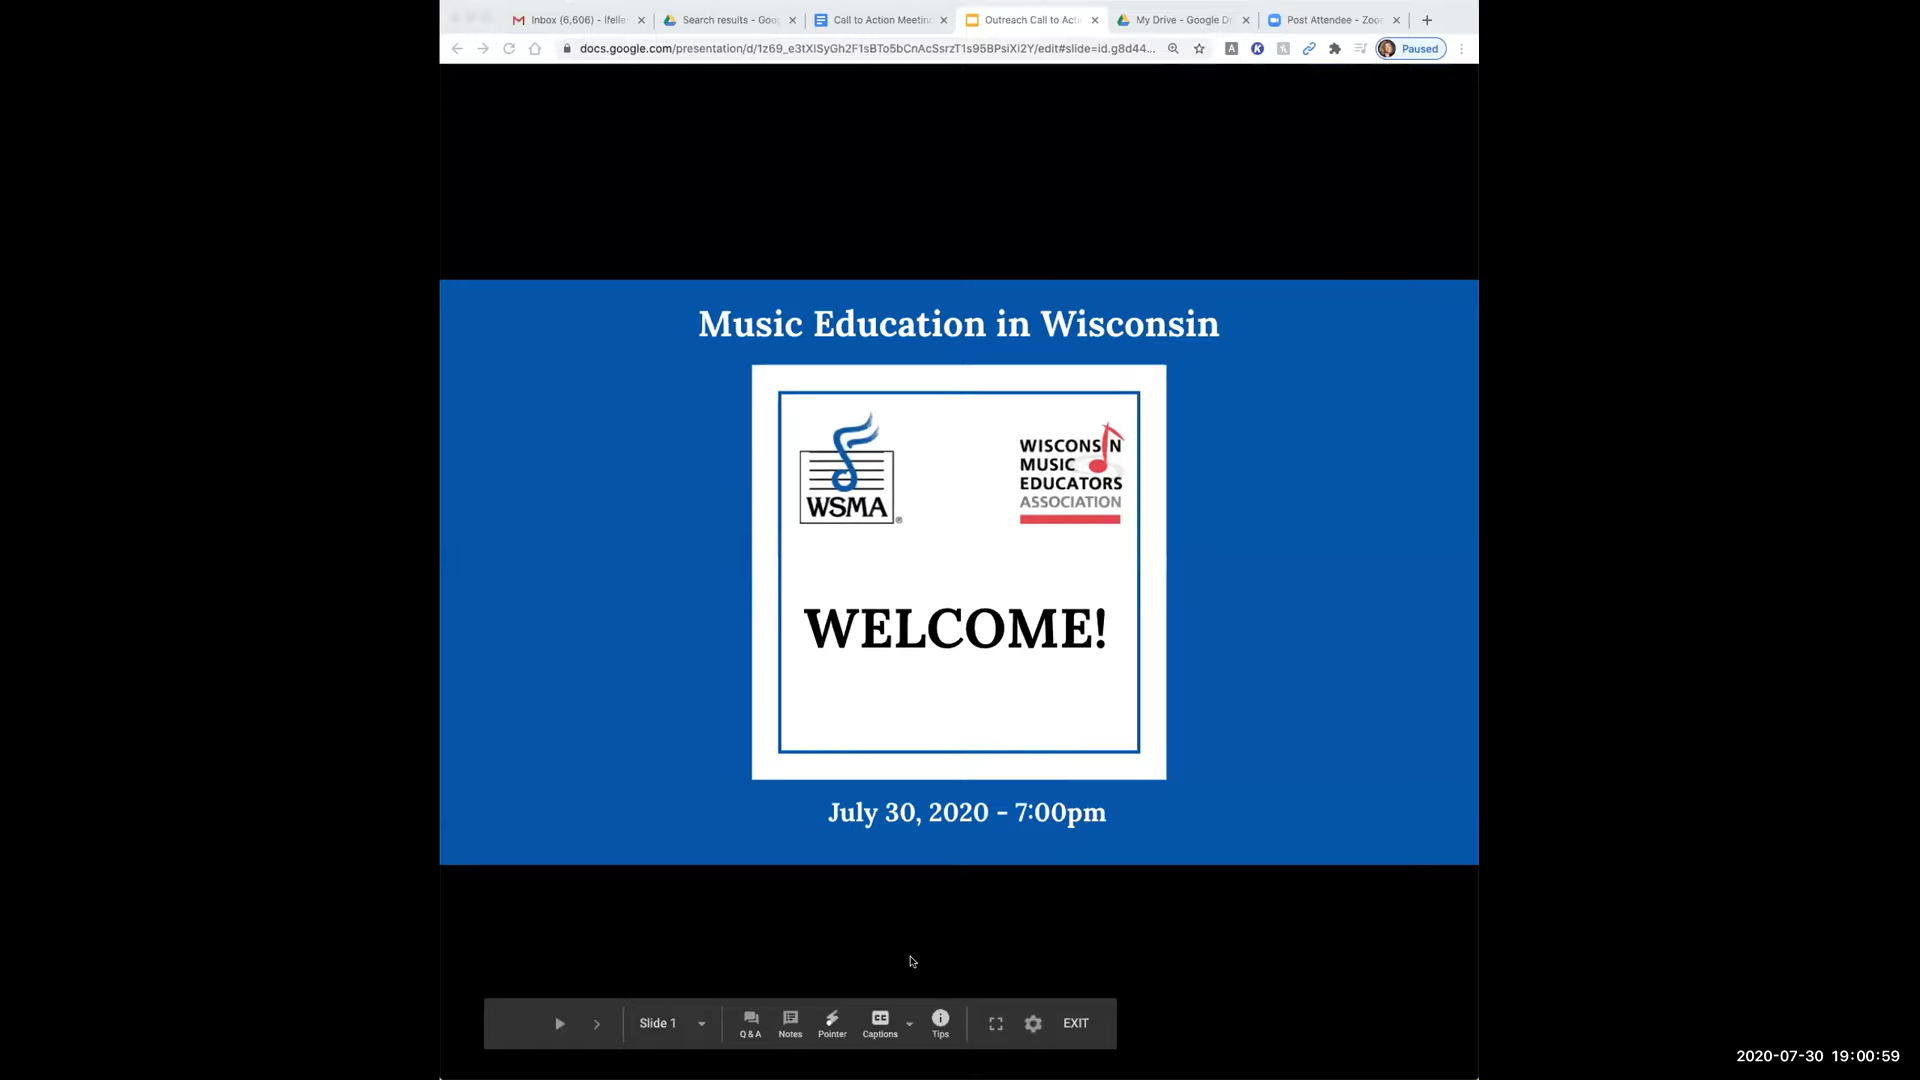 Inbox (6,606) - lfelle
Search results - Goo
Call to Action Meetin
Outreach Call to Acti
My Drive - Google Dr
Post Attendee - Zoo
docs.google.com/presentation/d/1z69_e3tXlSyGh2F1sBTo5bCnAcSsrzT1s95BPsiXi2Y/edit#slide=id.g8d44...
Paused
Music Education in Wisconsin
WSMA
®
WISCONSIN
MUSIC
EDUCATORS
ASSOCIATION
WELCOME!
July 30, 2020 - 7:00pm
Slide 1
Q & A
Notes
Pointer
CC
Captions
Tips
EXIT
2020-07-30 19:00:59